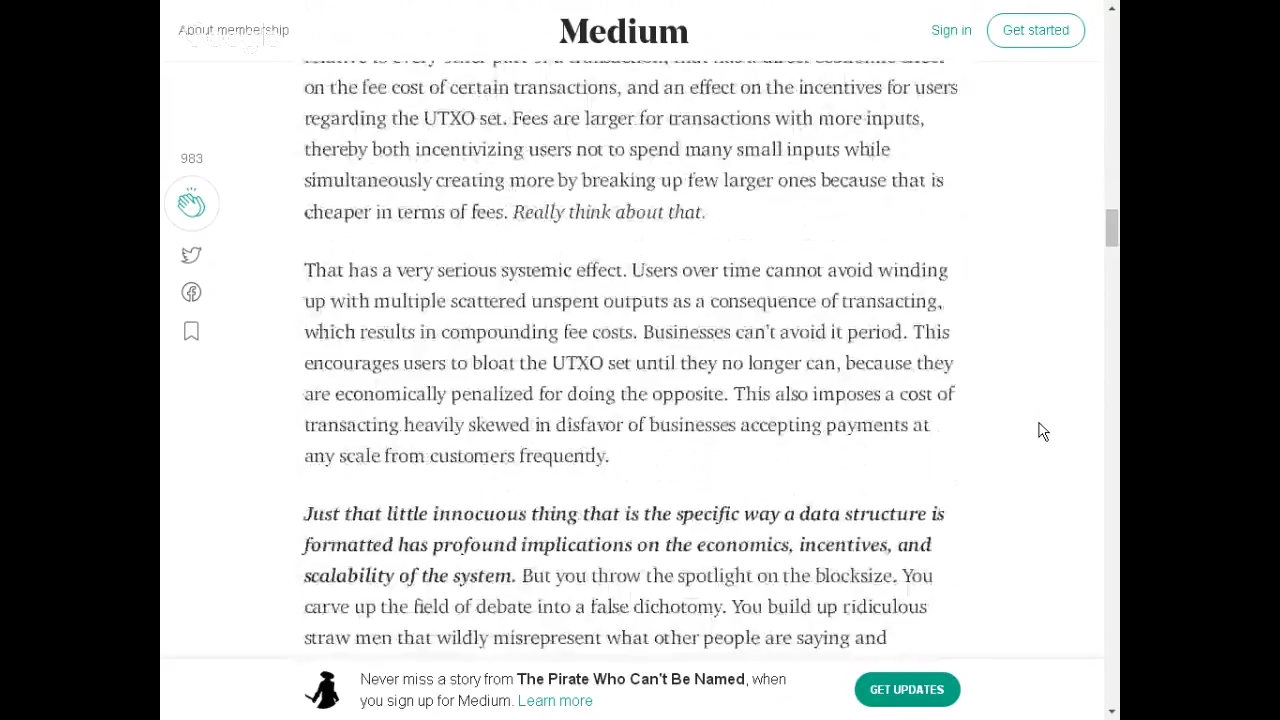 About membership
Medium
Sign in
Get started
on the fee cost of certain transactions, and an effect on the incentives for users
regarding the UTXO set. Fees are larger for transactions with more inputs,
thereby both incentivizing users not to spend many small inputs while
simultaneously creating more by breaking up few larger ones because that is
cheaper in terms of fees. Really think about that.
983
That has a very serious systemic effect. Users over time cannot avoid winding
up with multiple scattered unspent outputs as a consequence of transacting,
which results in compounding fee costs. Businesses can't avoid it period. This
encourages users to bloat the UTXO set until they no longer can, because they
are economically penalized for doing the opposite. This also imposes a cost of
transacting heavily skewed in disfavor of businesses accepting payments at
any scale from customers frequently.
Just that little innocuous thing that is the specific way a data structure is
formatted has profound implications on the economics, incentives, and
scalability of the system. But you throw the spotlight on the blocksize. You
carve up the field of debate into a false dichotomy. You build up ridiculous
straw men that wildly misrepresent what other people are saying and
Never miss a story from The Pirate Who Can't Be Named, when
you sign up for Medium. Learn more
GET UPDATES